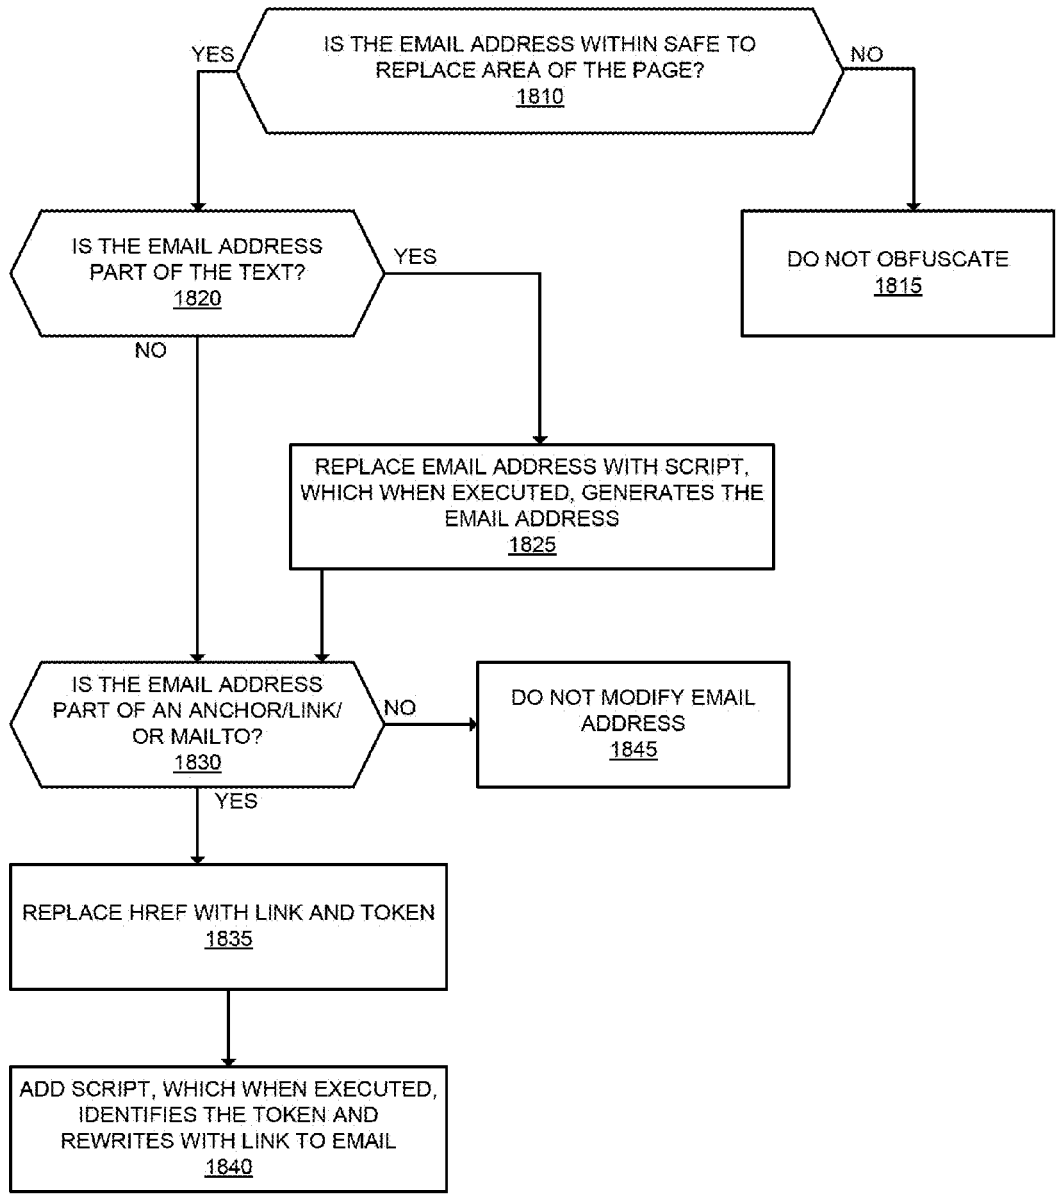 IS THE EMAIL ADDRESS WITHIN SAFE TO
REPLACE AREA OF THE PAGE?
1810
YES
NO
IS THE EMAIL ADDRESS
PART OF THE TEXT?
1820
YES
NO
DO NOT OBFUSCATE
1815
REPLACE EMAIL ADDRESS WITH SCRIPT,
WHICH WHEN EXECUTED, GENERATES THE
EMAIL ADDRESS
1825
IS THE EMAIL ADDRESS
PART OF AN ANCHOR/LINK/
OR MAILTO?
1830
NO
YES
DO NOT MODIFY EMAIL
ADDRESS
1845
REPLACE HREF WITH LINK AND TOKEN
1835
ADD SCRIPT, WHICH WHEN EXECUTED,
IDENTIFIES THE TOKEN AND
REWRITES WITH LINK TO EMAIL
1840